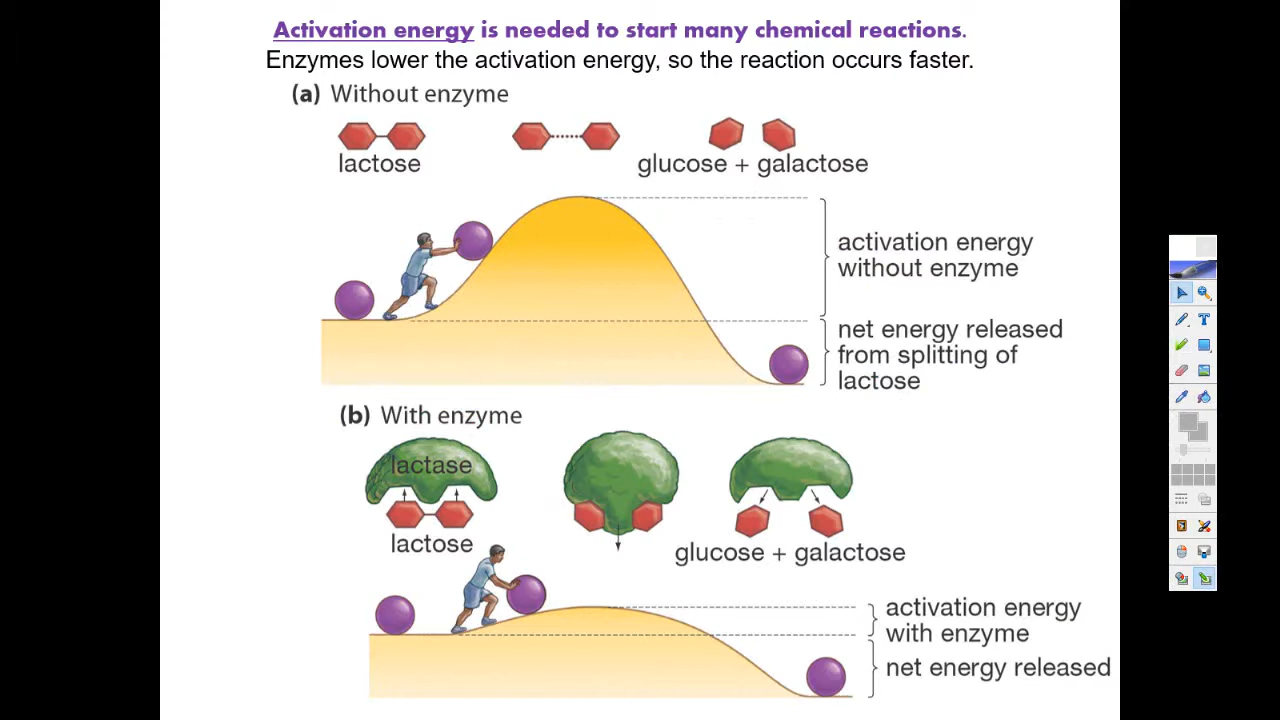 Activation energy is needed to start many chemical reactions.
Enzymes lower the activation energy, so the reaction occurs faster.
(a) Without enzyme
lactose
glucose + galactose
activation energy
without enzyme
net energy released
from splitting of
lactose
(b) With enzyme
lactase
lactose
glucose + galactose
activation energy
with enzyme
net energy released
T